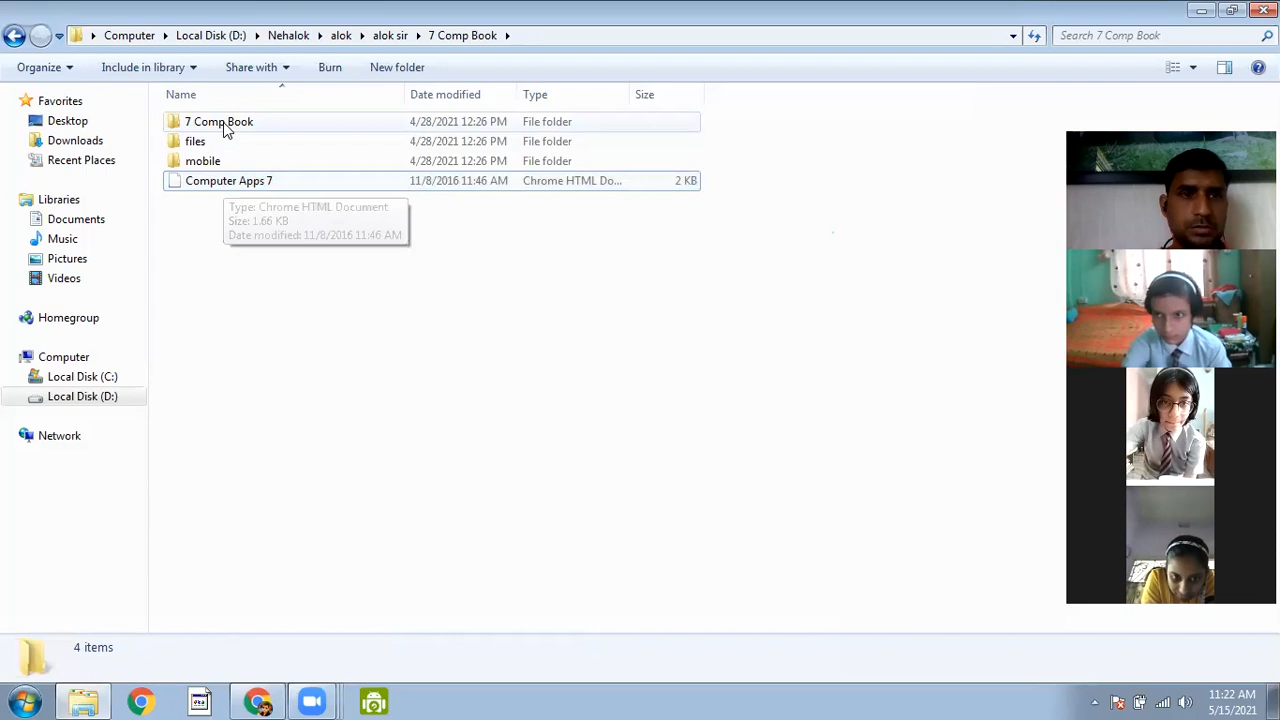 Computer
Local Disk (D:)
Nehalok
alok
alok sir
7 Comp Book
Search 7 Comp Book
Organize
Include in library
Share with
Burn
New folder
Favorites
Desktop
Downloads
Recent Places
Libraries
Documents
Music
Pictures
Videos
Homegroup
Computer
Local Disk (C:)
Local Disk (D:)
Network
Name Date modified Type Size
7 Comp Book 4/28/2021 12:26 PM File folder
files 4/28/2021 12:26 PM File folder
mobile 4/28/2021 12:26 PM File folder
Computer Apps 7 11/8/2016 11:46 AM Chrome HTML Do... 2 KB
Type: Chrome HTML Document
Size: 1.66 KB
Date modified: 11/8/2016 11:46 AM
4 items
11:22 AM
5/15/2021